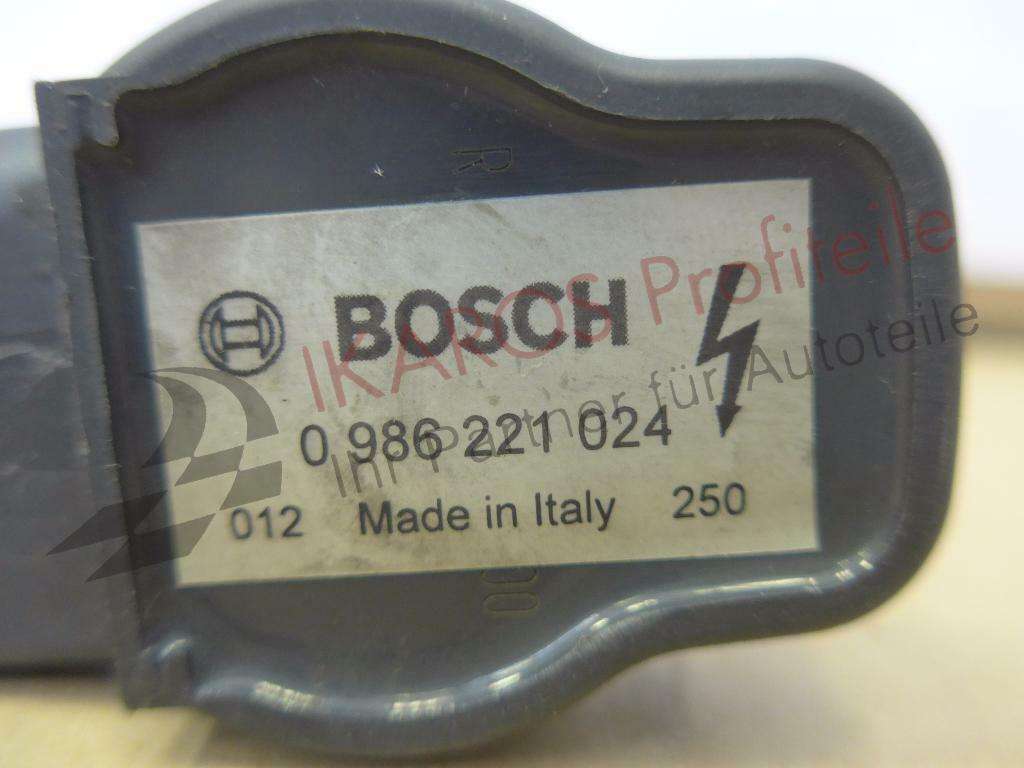 R
BOSCH
0 986 221 024
012 Made in Italy 250
IKAROS Profiteile
Ihr Partner für Autoteile